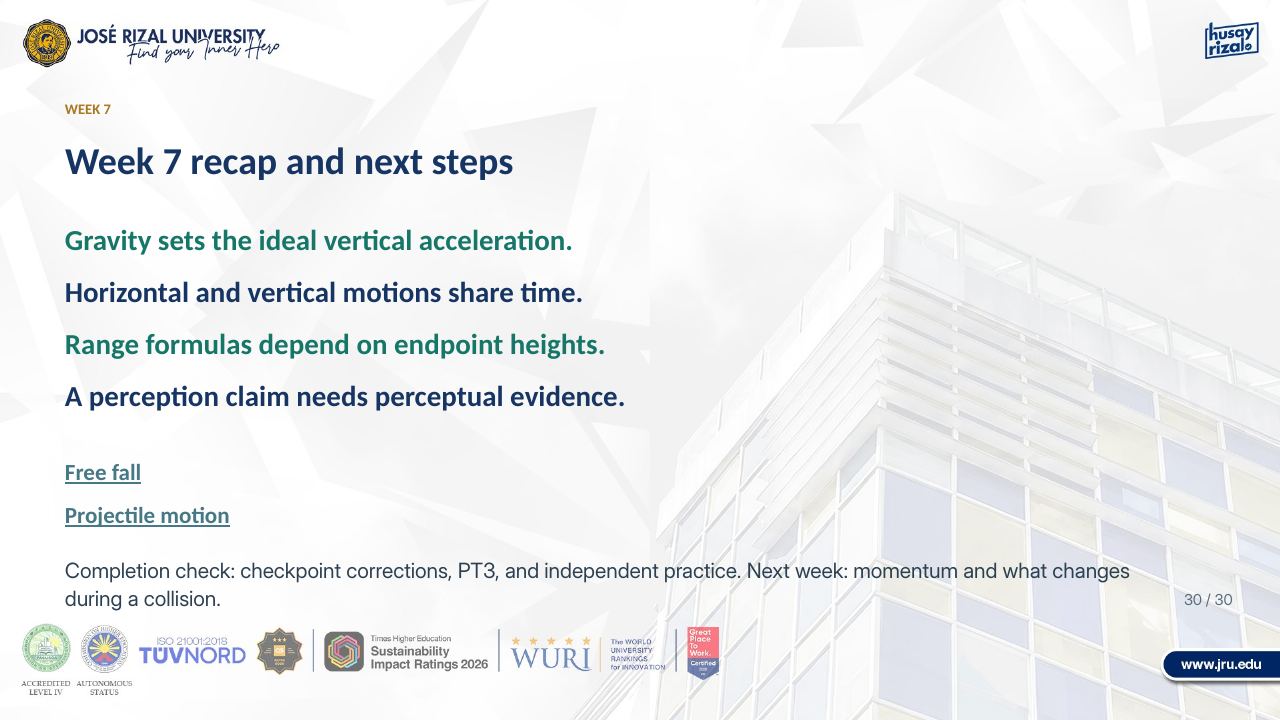 JOSÉ RIZAL UNIVERSITY
Find your Inner Hero
husay
rizal
WEEK 7
Week 7 recap and next steps
Gravity sets the ideal vertical acceleration.
Horizontal and vertical motions share time.
Range formulas depend on endpoint heights.
A perception claim needs perceptual evidence.
Free fall
Projectile motion
Completion check: checkpoint corrections, PT3, and independent practice. Next week: momentum and what changes
during a collision.
30 / 30
ACCREDITED
LEVEL IV
AUTONOMOUS
STATUS
ISO 21001:2018
TÜVNORD
Times Higher Education
Sustainability
Impact Ratings 2026
WURI
The WORLD
UNIVERSITY
RANKINGS
for INNOVATION
Great
Place
To
Work.
Certified
www.jru.edu